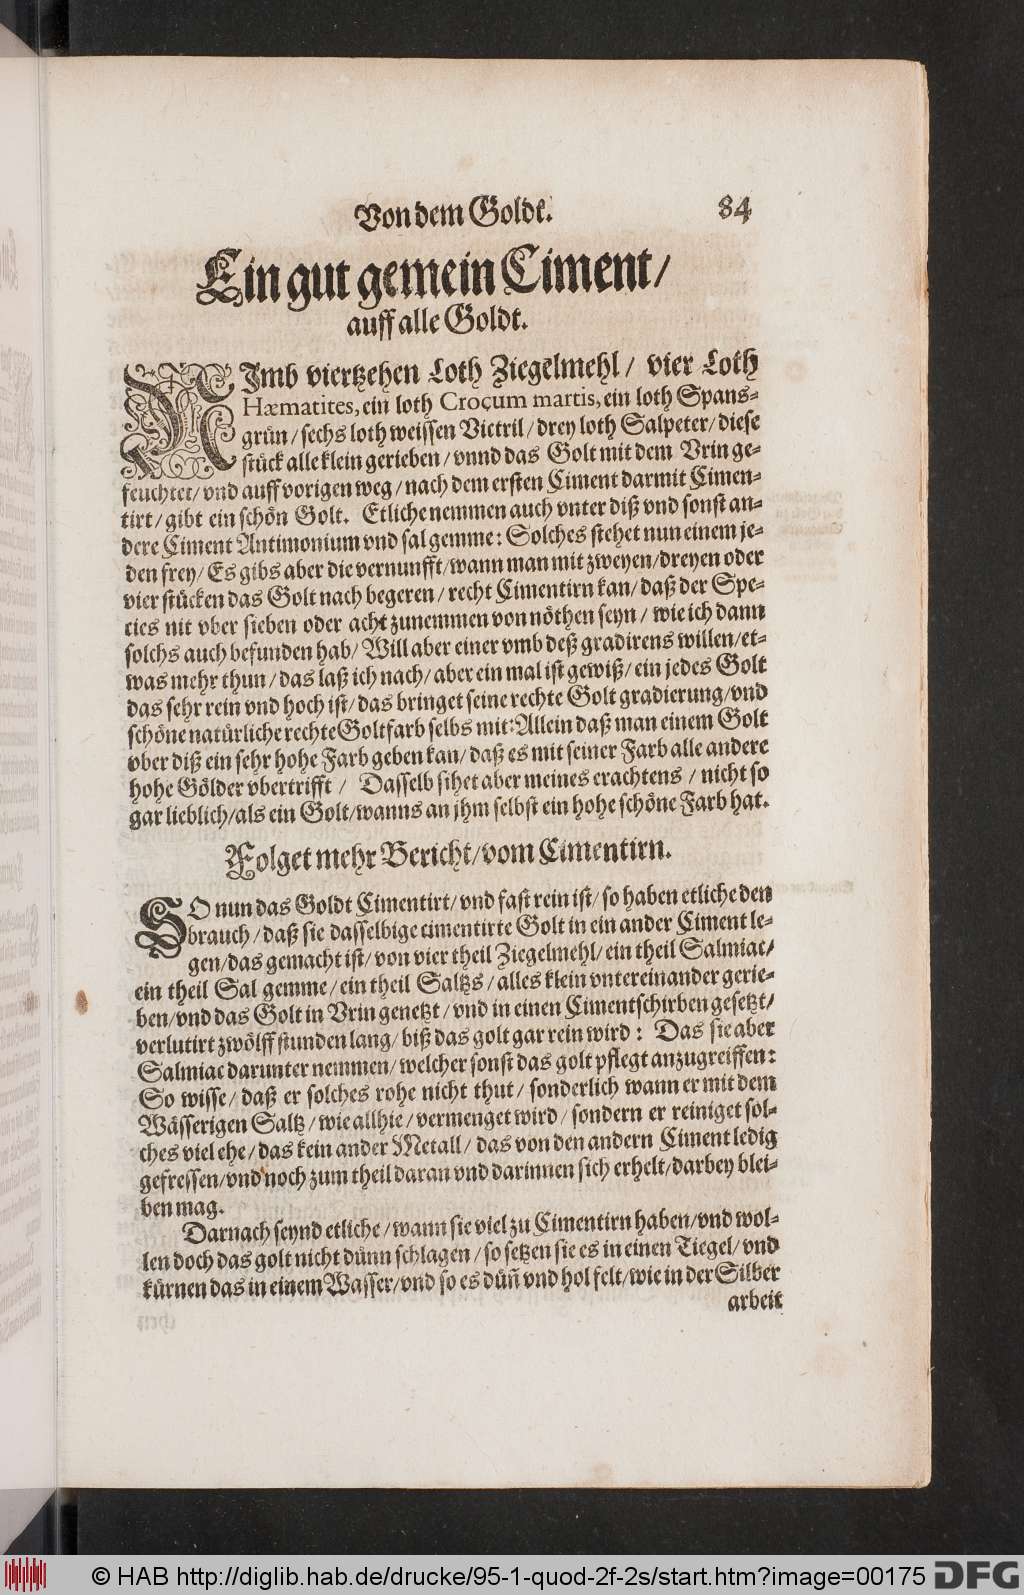 Von dem Goldt.
84
Ein gut gemein Ciment/
auff alle Goldt.
NImb viertzehen Loth Ziegelmehl/ vier Loth
Hæmatites, ein loth Crocum martis, ein loth Spans-
grün/ sechs loth weissen Victril/ drey loth Salpeter/ diese
stück alle klein gerieben/ vnnd das Golt mit dem Vrin ge-
feuchtet/ vnd auff vorigen weg/ nach dem ersten Ciment darmit Cimen-
tirt/ gibt ein schön Golt. Etliche nemmen auch vnter diß vnd sonst an-
dere Ciment Antimonium vnd sal gemme: Solches stehet nun einem je-
den frey/ Es gibs aber die vernunfft/ wann man mit zweyen/ dreyen oder
vier stücken das Golt nach begeren/ recht Cimentirn kan/ daß der Spe-
cies nit vber sieben oder acht zunemmen von nöthen seyn/ wie ich dann
solchs auch befunden hab/ Will aber einer vmb deß gradirens willen/ et-
was mehr thun/ das laß ich nach/ aber ein mal ist gewiß/ ein jedes Golt
das sehr rein vnd hoch ist/ das bringet seine rechte Golt gradierung/ vnd
schöne natürliche rechte Goltfarb selbs mit: Allein daß man einem Golt
vber diß ein sehr hohe Farb geben kan/ daß es mit seiner Farb alle andere
hohe Gölder vbertrifft/ Dasselb sihet aber meines erachtens/ nicht so
gar lieblich/ als ein Golt/ wanns an jhm selbst ein hohe schöne Farb hat.
Folget mehr Bericht/ vom Cimentirn.
SO nun das Goldt Cimentirt/ vnd fast rein ist/ so haben etliche den
brauch/ daß sie dasselbige cimentirte Golt in ein ander Ciment le-
gen/ das gemacht ist/ von vier theil Ziegelmehl/ ein theil Salmiat/
ein theil Sal gemme/ ein theil Saltzs/ alles klein vntereinander gerie-
ben/ vnd das Golt in Vrin genetzt/ vnd in einen Cimentschirben gesetzt/
verlutirt zwölff stunden lang/ biß das golt gar rein wird: Das sie aber
Salmiac darunter nemmen/ welcher sonst das golt pflegt anzugreiffen:
So wisse/ daß er solches rohe nicht thut/ sonderlich wann er mit dem
Wässerigen Saltz/ wie allhie/ vermenget wird/ sondern er reiniget sol-
ches viel ehe/ das kein ander Metall/ das von den andern Ciment ledig
gefressen/ vnd noch zum theil daran vnd darinnen sich erhelt/ darbey blei-
ben mag.
Darnach seynd etliche/ wann sie viel zu Cimentirn haben/ vnd wol-
len doch das golt nicht dünn schlagen/ so setzen sie es in einen Tiegel/ vnd
kürnen das in einem Wasser/ vnd so es düñ vnd hol felt/ wie in der Silber
arbeit
© HAB http://diglib.hab.de/drucke/95-1-quod-2f-2s/start.htm?image=00175
DFG